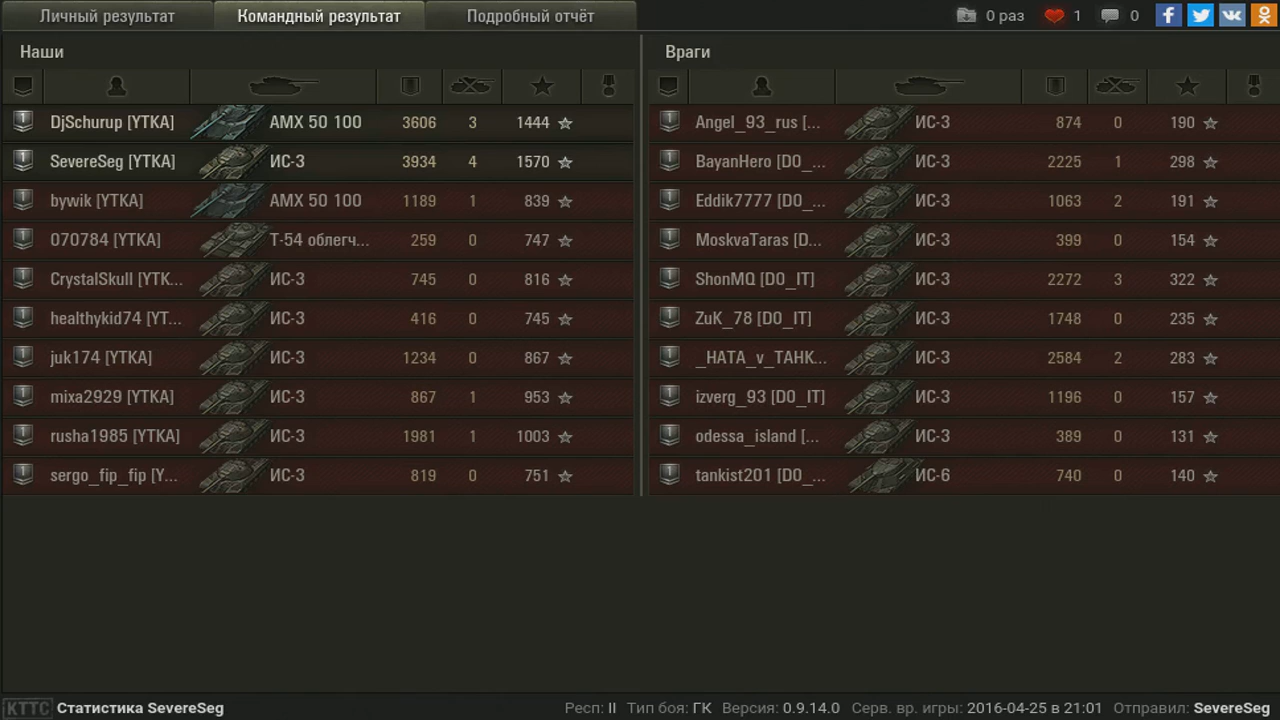 Личный результат Командный результат Подробный отчёт 0 раз 1 0
Наши
DjSchurup [YTKA] AMX 50 100 3606 3 1444
SevereSeg [YTKA] ИС-3 3934 4 1570
bywik [YTKA] AMX 50 100 1189 1 839
070784 [YTKA] Т-54 облегч... 259 0 747
CrystalSkull [YTK... ИС-3 745 0 816
healthykid74 [YT... ИС-3 416 0 745
juk174 [YTKA] ИС-3 1234 0 867
mixa2929 [YTKA] ИС-3 867 1 953
rusha1985 [YTKA] ИС-3 1981 1 1003
sergo_fip_fip [Y... ИС-3 819 0 751
Враги
Angel_93_rus [... ИС-3 874 0 190
BayanHero [DO_... ИС-3 2225 1 298
Eddik7777 [DO_... ИС-3 1063 2 191
MoskvaTaras [D... ИС-3 399 0 154
ShonMQ [DO_IT] ИС-3 2272 3 322
ZuK_78 [DO_IT] ИС-3 1748 0 235
_HATA_v_TAHK... ИС-3 2584 2 283
izverg_93 [DO_IT] ИС-3 1196 0 157
odessa_island [... ИС-3 389 0 131
tankist201 [DO_... ИС-6 740 0 140
КТТС Статистика SevereSeg Респ: II Тип боя: ГК Версия: 0.9.14.0 Серв. вр. игры: 2016-04-25 в 21:01 Отправил: SevereSeg